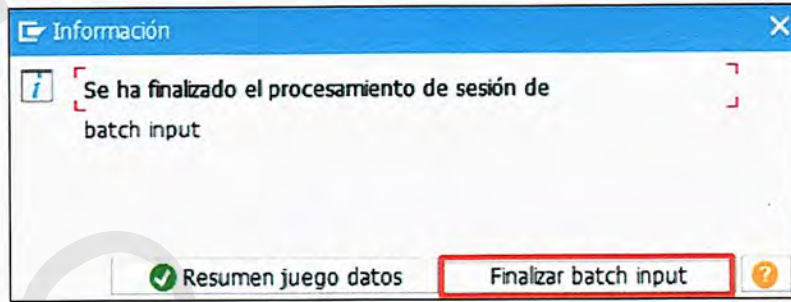 Información
Se ha finalizado el procesamiento de sesión de
batch input
Resumen juego datos
Finalizar batch input